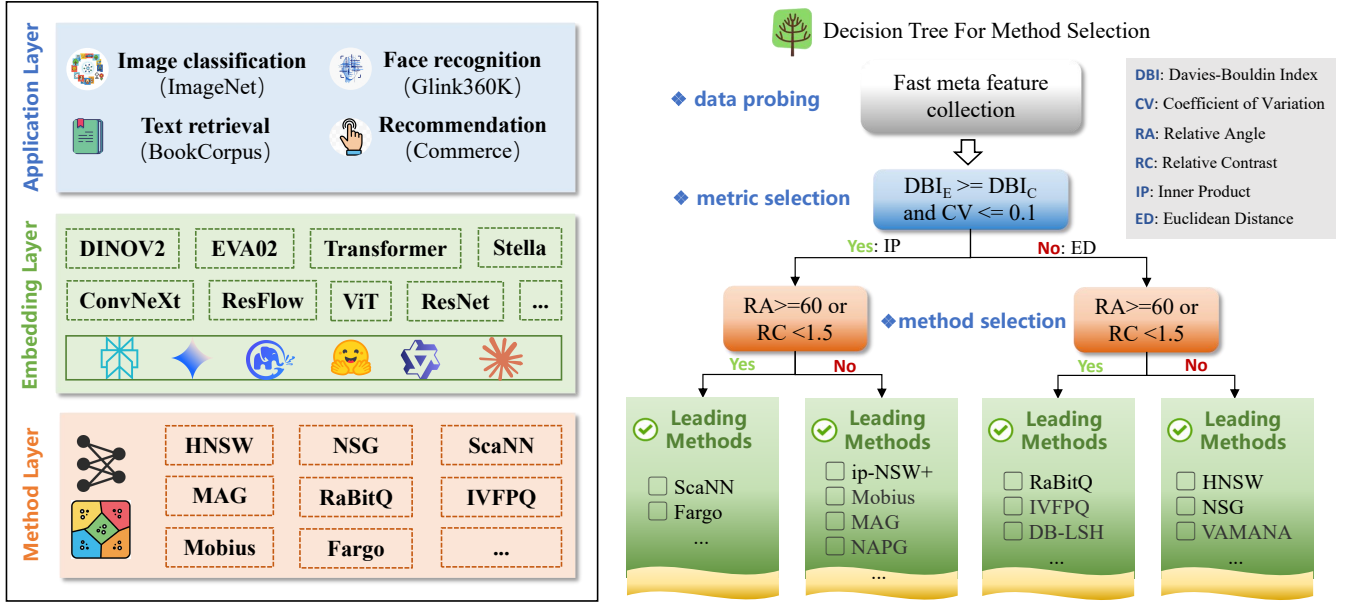 Application Layer
Image classification
(ImageNet)
Face recognition
(Glink360K)
Text retrieval
(BookCorpus)
Recommendation
(Commerce)
Embedding Layer
DINOV2
EVA02
Transformer
Stella
ConvNeXt
ResFlow
ViT
ResNet
...
Method Layer
HNSW
NSG
ScaNN
MAG
RaBitQ
IVFPQ
Mobius
Fargo
...
Decision Tree For Method Selection
❖ data probing
Fast meta feature
collection
DBI: Davies-Bouldin Index
CV: Coefficient of Variation
RA: Relative Angle
RC: Relative Contrast
IP: Inner Product
ED: Euclidean Distance
❖ metric selection
DBI_E >= DBI_C
and CV <= 0.1
Yes: IP
No: ED
RA>=60 or
RC <1.5
❖method selection
RA>=60 or
RC <1.5
Yes
No
Yes
No
Leading
Methods
ScaNN
Fargo
...
Leading
Methods
ip-NSW+
Mobius
MAG
NAPG
...
Leading
Methods
RaBitQ
IVFPQ
DB-LSH
...
Leading
Methods
HNSW
NSG
VAMANA
...